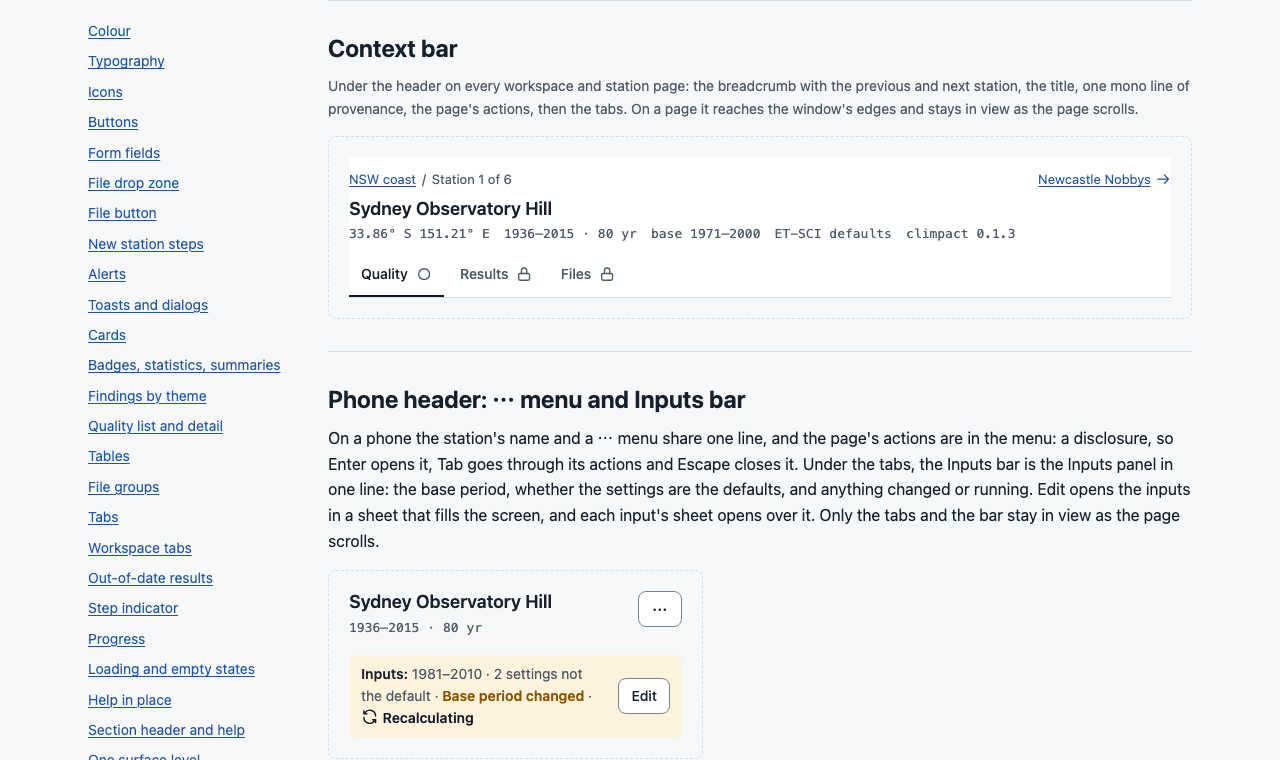 Colour
Typography
Icons
Buttons
Form fields
File drop zone
File button
New station steps
Alerts
Toasts and dialogs
Cards
Badges, statistics, summaries
Findings by theme
Quality list and detail
Tables
File groups
Tabs
Workspace tabs
Out-of-date results
Step indicator
Progress
Loading and empty states
Help in place
Section header and help
One surface level
Context bar
Under the header on every workspace and station page: the breadcrumb with the previous and next station, the title, one mono line of
provenance, the page's actions, then the tabs. On a page it reaches the window's edges and stays in view as the page scrolls.
NSW coast / Station 1 of 6
Newcastle Nobbys →
Sydney Observatory Hill
33.86° S 151.21° E 1936–2015 · 80 yr base 1971–2000 ET-SCI defaults climpact 0.1.3
Quality Results Files
Phone header: ··· menu and Inputs bar
On a phone the station's name and a ··· menu share one line, and the page's actions are in the menu: a disclosure, so
Enter opens it, Tab goes through its actions and Escape closes it. Under the tabs, the Inputs bar is the Inputs panel in
one line: the base period, whether the settings are the defaults, and anything changed or running. Edit opens the inputs
in a sheet that fills the screen, and each input's sheet opens over it. Only the tabs and the bar stay in view as the page
scrolls.
Sydney Observatory Hill
···
1936–2015 · 80 yr
Inputs: 1981–2010 · 2 settings not
the default · Base period changed ·
Recalculating
Edit